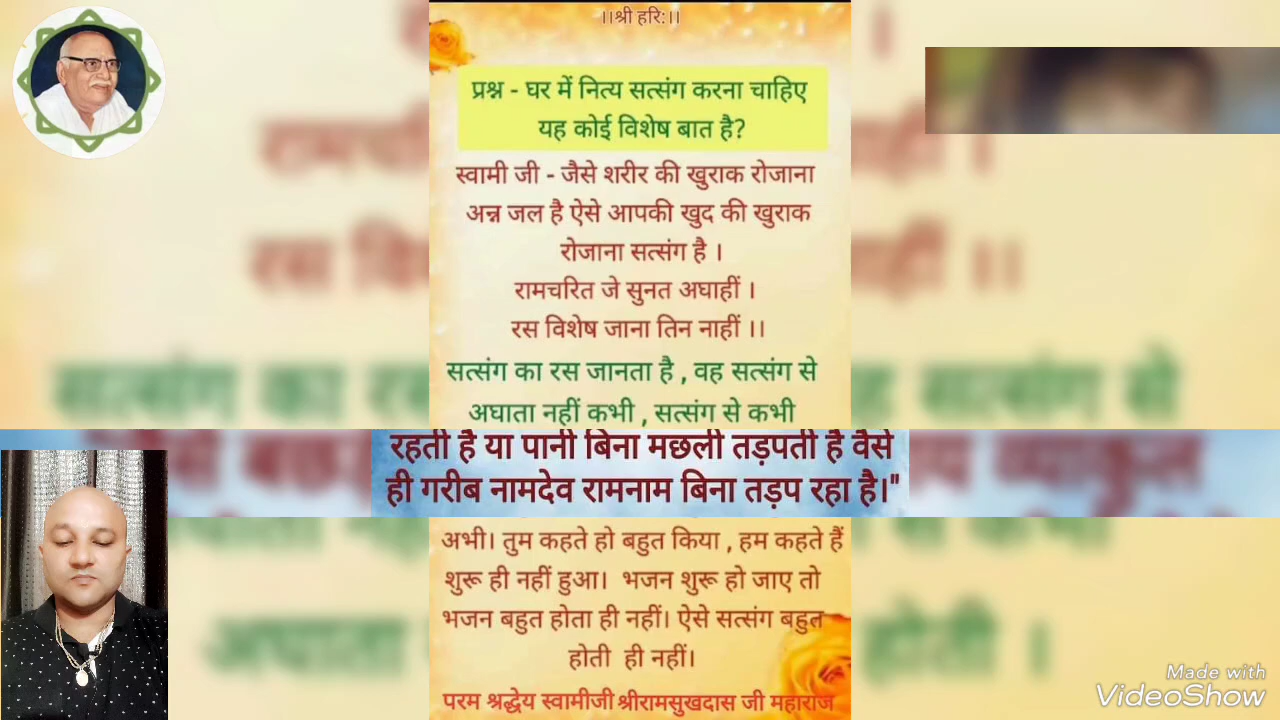 ।।श्री हरि:।।
प्रश्न - घर में नित्य सत्संग करना चाहिए
यह कोई विशेष बात है?
स्वामी जी - जैसे शरीर की खुराक रोजाना
अन्न जल है ऐसे आपकी खुद की खुराक
रोजाना सत्संग है ।
रामचरित जे सुनत अघाहीं ।
रस विशेष जाना तिन नाहीं ।।
सत्संग का रस जानता है , वह सत्संग से
अघाता नहीं कभी , सत्संग से कभी
रहती है या पानी बिना मछली तड़पती है वैसे
ही गरीब नामदेव रामनाम बिना तड़प रहा है।"
अभी। तुम कहते हो बहुत किया , हम कहते हैं
शुरू ही नहीं हुआ। भजन शुरू हो जाए तो
भजन बहुत होता ही नहीं। ऐसे सत्संग बहुत
होती ही नहीं।
परम श्रद्धेय स्वामीजी श्रीरामसुखदास जी महाराज
Made with
VideoShow